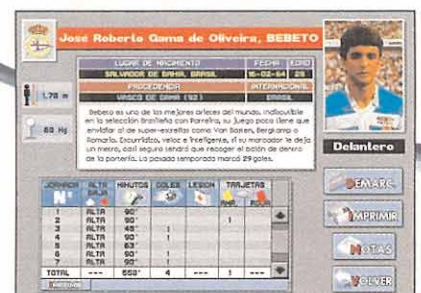 José Roberto Gama de Oliveira, BEBETO
LUGAR DE NACIMIENTO FECHA EDAD
SALVADOR DE BAHIA, BRASIL 16-02-64 29
PROCEDENCIA INTERNACIONAL
VASCO DE GAMA (92) BRASIL
1.78 m
68 Kg
Bebeto es uno de los mejores arietes del mundo. Indiscutible
en la selección Brasileña con Parreira, su juego poco tiene que
envidiar al de super-estrellas como Van Basten, Bergkamp o
Romario. Escurridizo, veloz e inteligente, si su marcador le deja
un metro, casi seguro tendrá que recoger el balón de dentro
de la portería. La pasada temporada marcó 29 goles.
Delantero
JORNADA ALTA BAJA MINUTOS GOLES LESION TARJETAS
Nº AMA. ROJA
1 ALTA 90'
2 ALTA 90' 1
3 ALTA 45' 1
4 ALTA 90' 1
5 ALTA 63'
6 ALTA 90' 1
7 ALTA 90' 1
TOTAL --- 558' 4 --- 1 ---
DEMARC.
IMPRIMIR
NOTAS
VOLVER